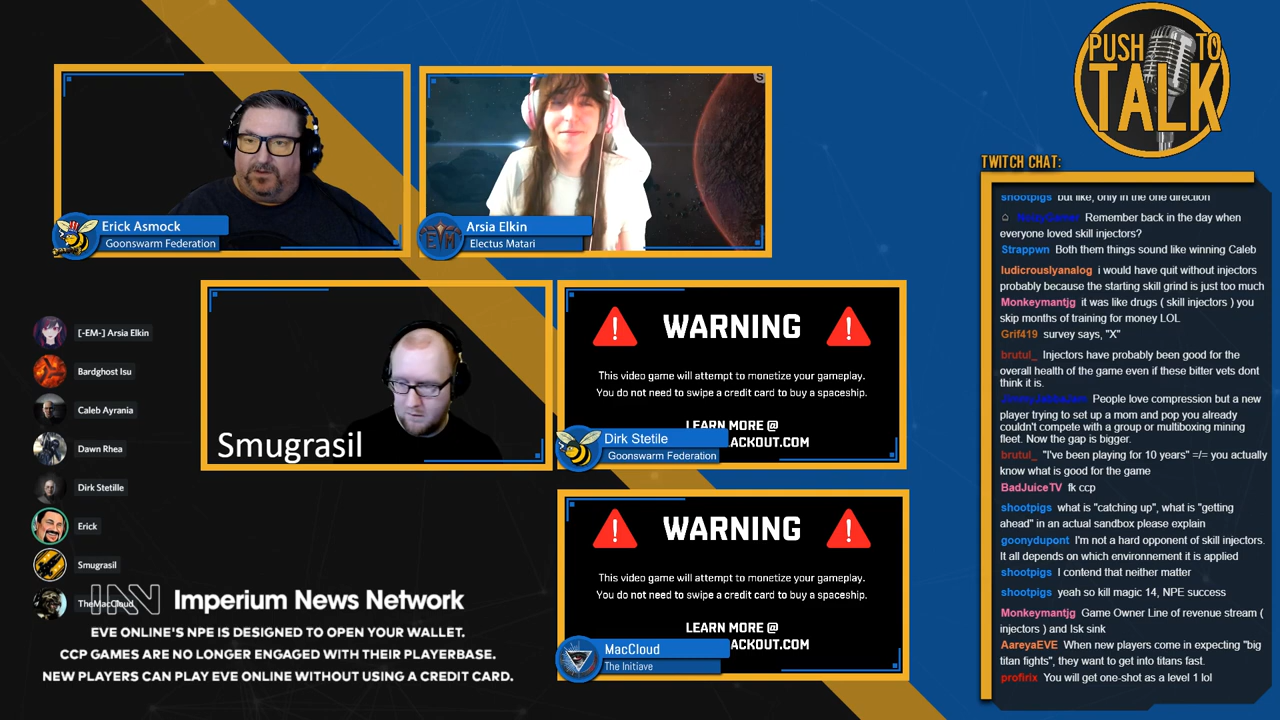 PUSH TO
TALK
Erick Asmock
Goonswarm Federation
Arsia Elkin
Electus Matari
EVM
S
Smugrasil
WARNING
This video game will attempt to monetize your gameplay.
You do not need to swipe a credit card to buy a spaceship.
LEARN MORE @
ACKOUT.COM
Dirk Stetile
Goonswarm Federation
WARNING
This video game will attempt to monetize your gameplay.
You do not need to swipe a credit card to buy a spaceship.
LEARN MORE @
ACKOUT.COM
MacCloud
The Initiave
[-EM-] Arsia Elkin
Bardghost Isu
Caleb Ayrania
Dawn Rhea
Dirk Stetille
Erick
Smugrasil
TheMacCloud
INN Imperium News Network
EVE ONLINE'S NPE IS DESIGNED TO OPEN YOUR WALLET.
CCP GAMES ARE NO LONGER ENGAGED WITH THEIR PLAYERBASE.
NEW PLAYERS CAN PLAY EVE ONLINE WITHOUT USING A CREDIT CARD.
TWITCH CHAT:
shootpigs but like, only in the one direction
Remember back in the day when
everyone loved skill injectors?
Strappwn Both them things sound like winning Caleb
ludicrouslyanalog i would have quit without injectors
probably because the starting skill grind is just too much
Monkeymantjg it was like drugs ( skill injectors ) you
skip months of training for money LOL
Grif419 survey says, "X"
brutul_ Injectors have probably been good for the
overall health of the game even if these bitter vets dont
think it is.
People love compression but a new
player trying to set up a mom and pop you already
couldn't compete with a group or multiboxing mining
fleet. Now the gap is bigger.
brutul_ "I've been playing for 10 years" =/= you actually
know what is good for the game
BadJuiceTV fk ccp
shootpigs what is "catching up", what is "getting
ahead" in an actual sandbox please explain
goonydupont I'm not a hard opponent of skill injectors.
It all depends on which environnement it is applied
shootpigs I contend that neither matter
shootpigs yeah so kill magic 14, NPE success
Monkeymantjg Game Owner Line of revenue stream (
injectors ) and Isk sink
AareyaEVE When new players come in expecting "big
titan fights", they want to get into titans fast.
profirix You will get one-shot as a level 1 lol